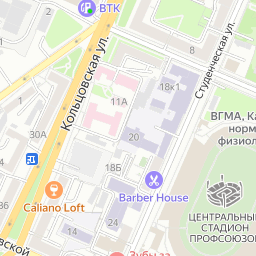 ВТК
Кольцовская ул.
Студенческая ул.
18к1
11А
ВГМА, Ка
норм
физиол
30А
20
18Б
Barber House
Caliano Loft
ЦЕНТРАЛЬНЫ
СТАДИОН
ПРОФСОЮЗО
24
14
вской